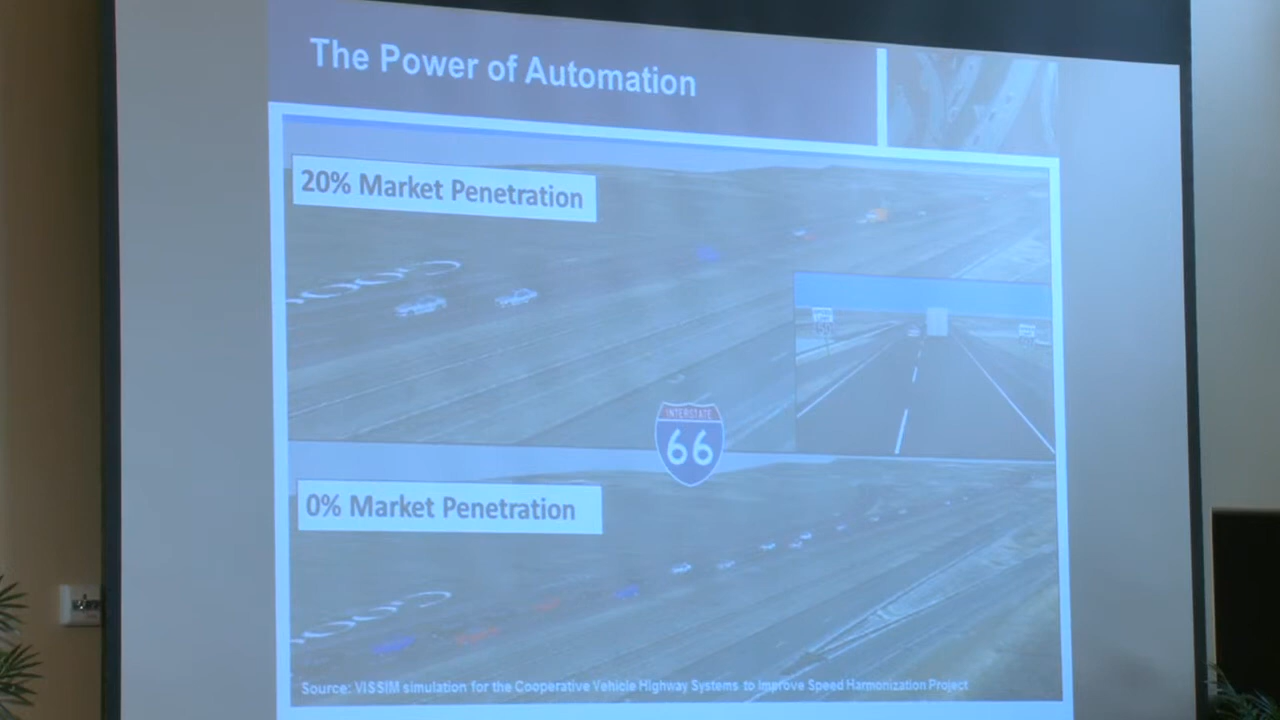 The Power of Automation
20% Market Penetration
INTERSTATE
66
0% Market Penetration
Source: VISSIM simulation for the Cooperative Vehicle Highway Systems to Improve Speed Harmonization Project